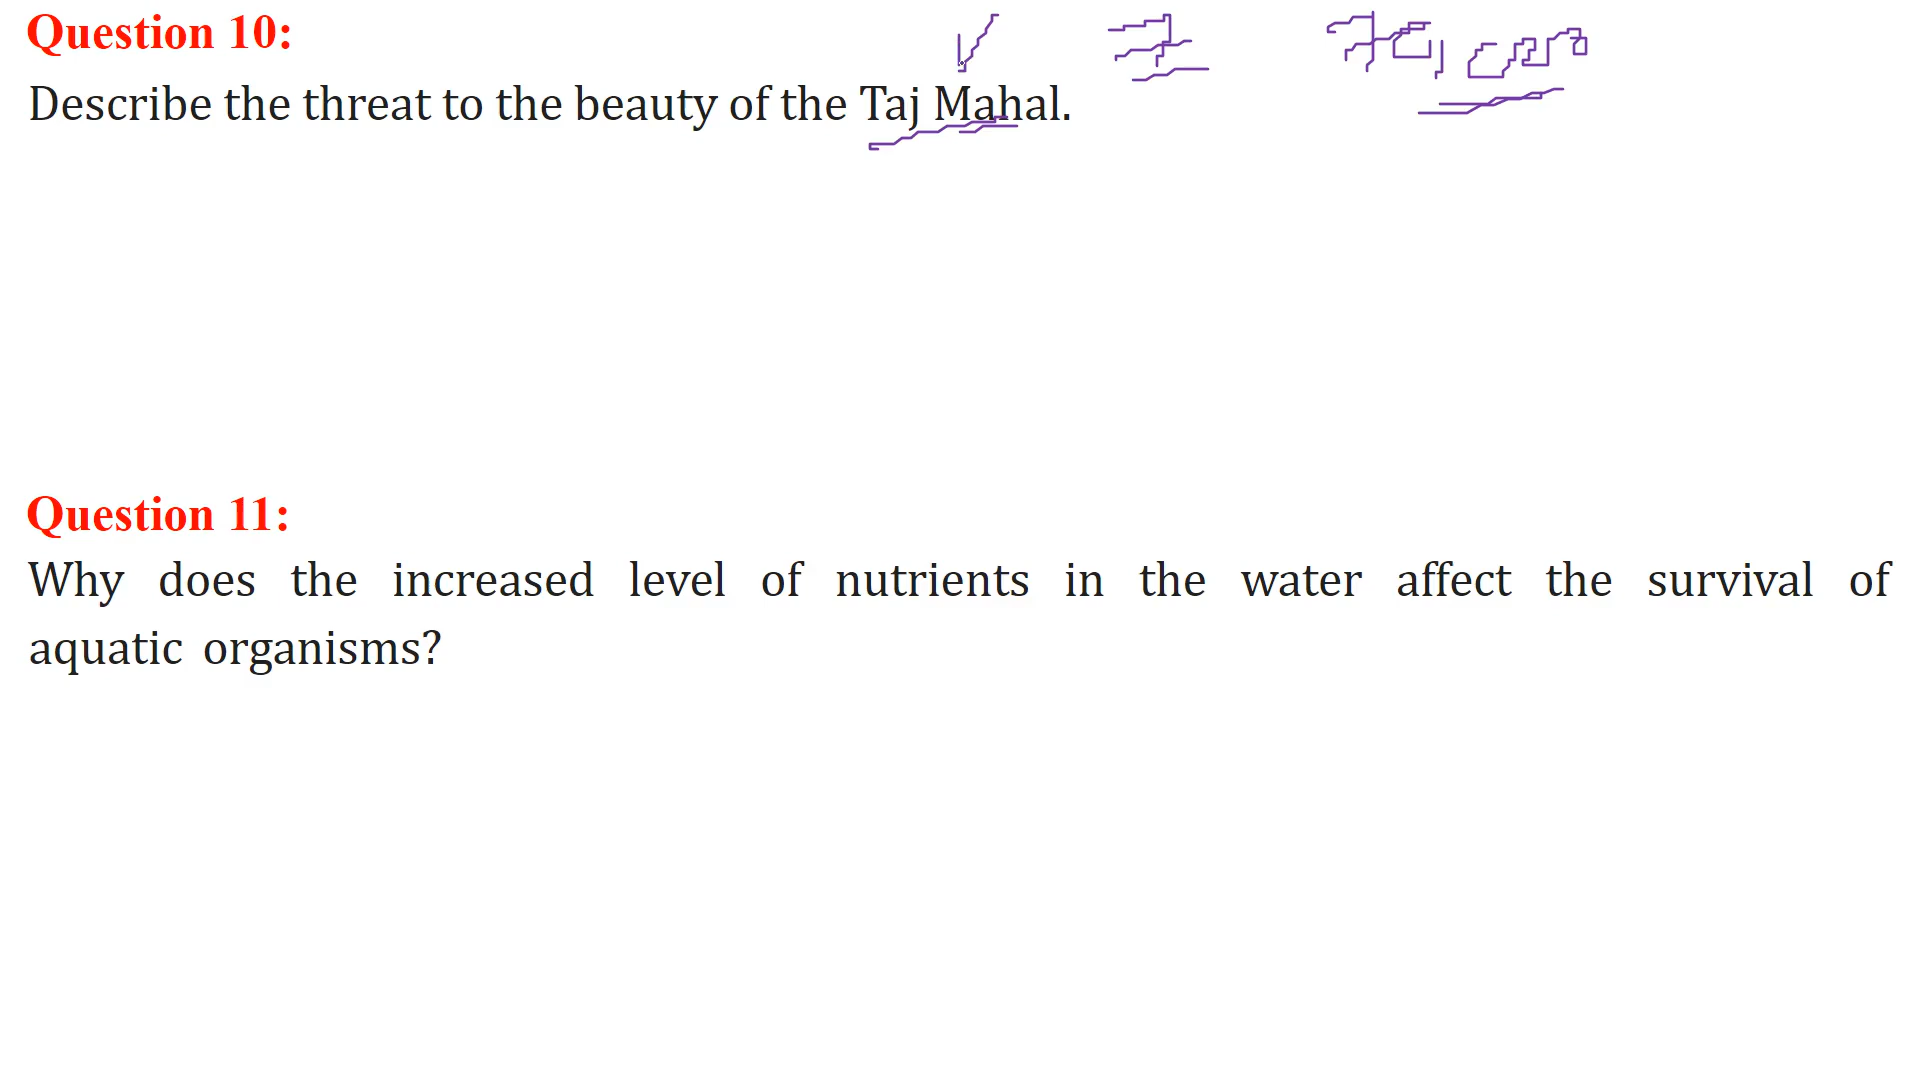 Question 10:
Describe the threat to the beauty of the Taj Mahal.
Question 11:
Why does the increased level of nutrients in the water affect the survival of
aquatic organisms?